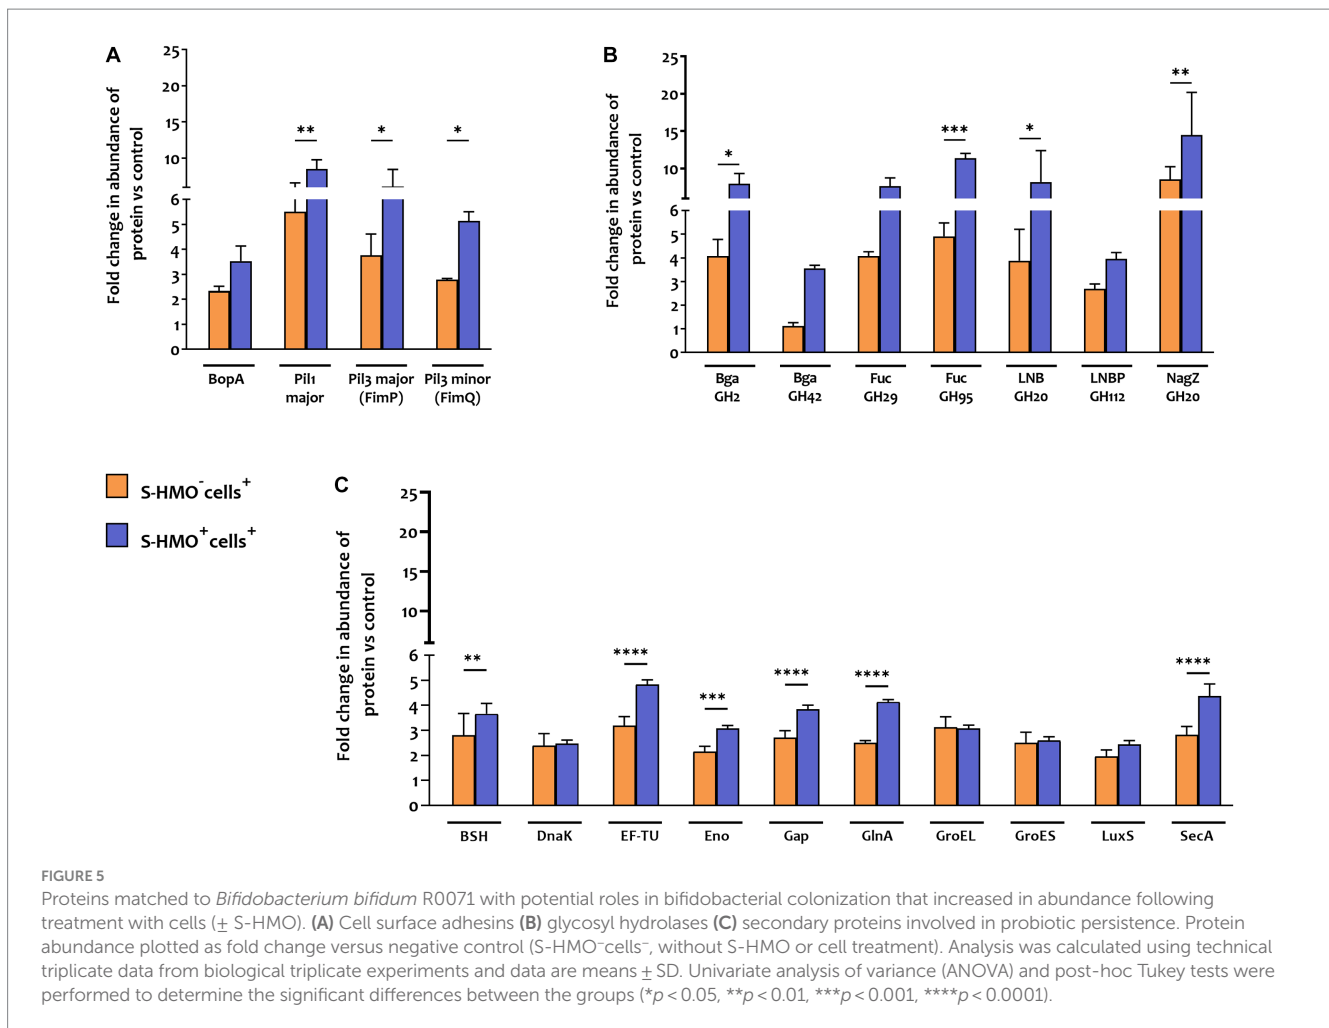 A
25
20
15
10
6
5
4
3
2
1
0
Fold change in abundance of
protein vs control
**
*
*
BopA
Pil1
major
Pil3 major
(FimP)
Pil3 minor
(FimQ)
B
25
20
15
10
6
5
4
3
2
1
0
Fold change in abundance of
protein vs control
*
***
*
**
Bga
GH2
Bga
GH42
Fuc
GH29
Fuc
GH95
LNB
GH20
LNBP
GH112
NagZ
GH20
S-HMO⁻cells⁺
S-HMO⁺cells⁺
C
25
20
15
10
6
5
4
3
2
1
0
Fold change in abundance of
protein vs control
**
****
***
****
****
****
BSH
DnaK
EF-TU
Eno
Gap
GlnA
GroEL
GroES
LuxS
SecA
FIGURE 5
Proteins matched to Bifidobacterium bifidum R0071 with potential roles in bifidobacterial colonization that increased in abundance following
treatment with cells (± S-HMO). (A) Cell surface adhesins (B) glycosyl hydrolases (C) secondary proteins involved in probiotic persistence. Protein
abundance plotted as fold change versus negative control (S-HMO⁻cells⁻, without S-HMO or cell treatment). Analysis was calculated using technical
triplicate data from biological triplicate experiments and data are means ± SD. Univariate analysis of variance (ANOVA) and post-hoc Tukey tests were
performed to determine the significant differences between the groups (*p < 0.05, **p < 0.01, ***p < 0.001, ****p < 0.0001).